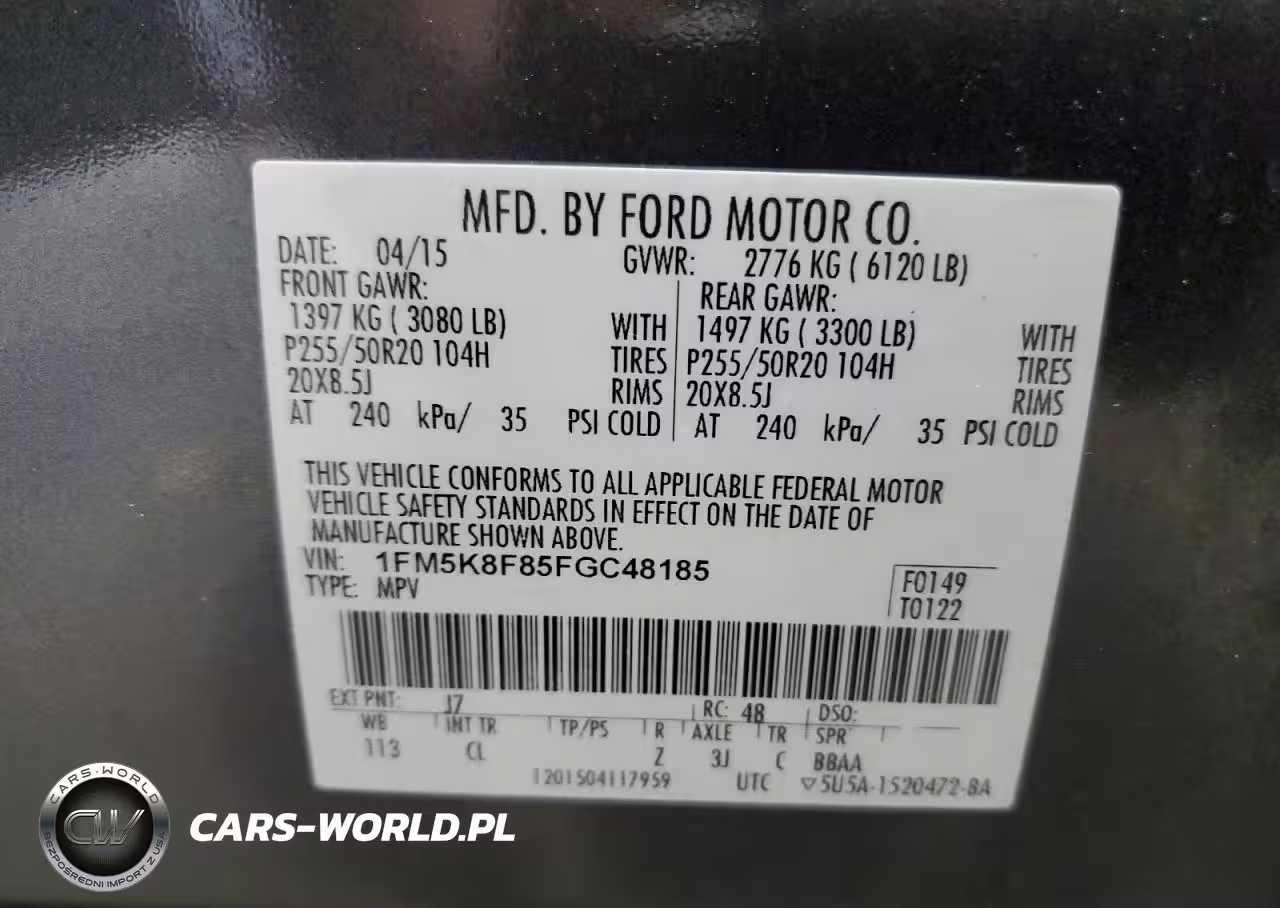 MFD. BY FORD MOTOR CO.
DATE: 04/15 GVWR: 2776 KG ( 6120 LB)
FRONT GAWR: REAR GAWR:
1397 KG ( 3080 LB) WITH 1497 KG ( 3300 LB) WITH
P255/50R20 104H TIRES P255/50R20 104H TIRES
20X8.5J RIMS 20X8.5J RIMS
AT 240 kPa/ 35 PSI COLD AT 240 kPa/ 35 PSI COLD
THIS VEHICLE CONFORMS TO ALL APPLICABLE FEDERAL MOTOR
VEHICLE SAFETY STANDARDS IN EFFECT ON THE DATE OF
MANUFACTURE SHOWN ABOVE.
VIN: 1FM5K8F85FGC48185
TYPE: MPV
F0149
T0122
EXT PNT: J7 RC: 48 DSO:
WB INT TR TP/PS R AXLE TR SPR
113 CL Z 3J C BBAA
1201504117959 UTC ▽5U5A-1520472-BA
CARS-WORLD
CW
BEZPOŚREDNI IMPORT Z USA
CARS-WORLD.PL